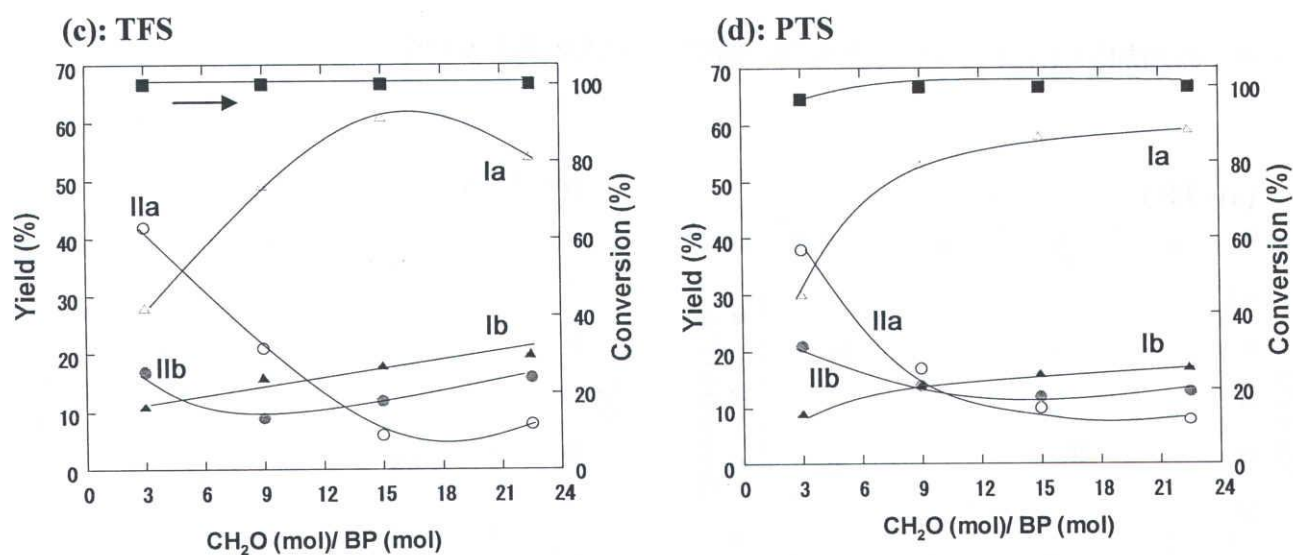 (c): TFS
70
60
50
40
30
20
10
0
Yield (%)
100
80
60
40
20
0
Conversion (%)
IIa
Ia
Ib
IIb
0 3 6 9 12 15 18 21 24
CH₂O (mol)/ BP (mol)
(d): PTS
70
60
50
40
30
20
10
0
Yield (%)
100
80
60
40
20
0
Conversion (%)
Ia
IIa
Ib
IIb
0 3 6 9 12 15 18 21 24
CH₂O (mol)/ BP (mol)